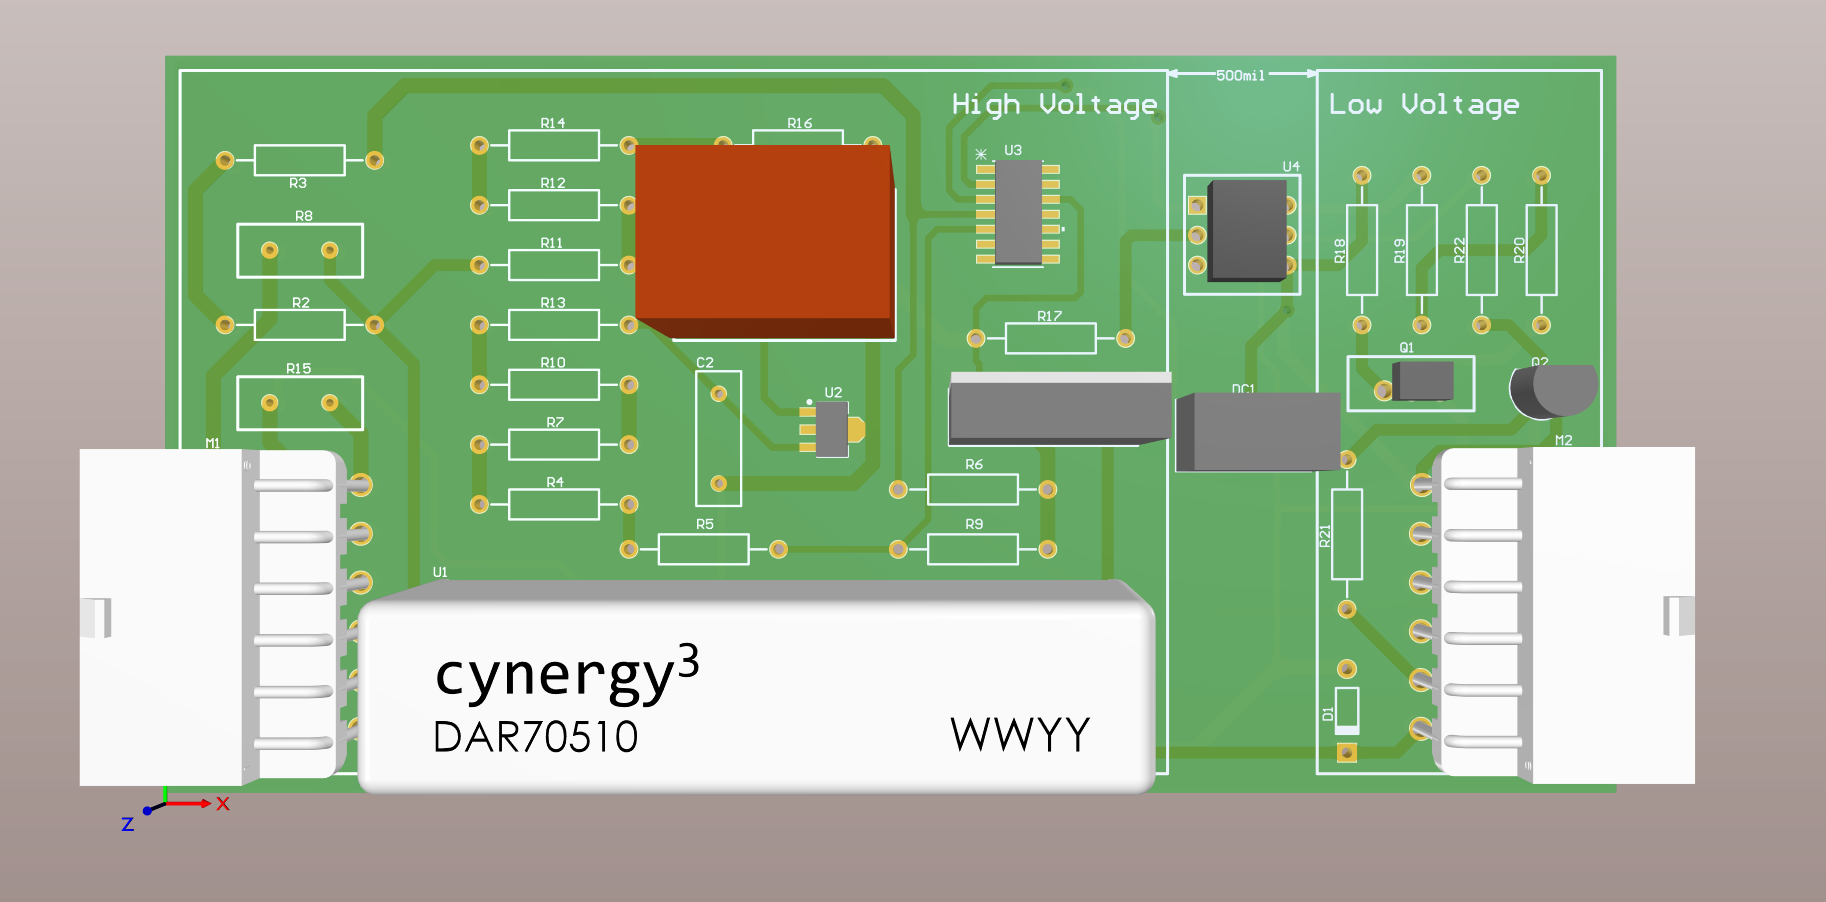 500mil
High Voltage
Low Voltage
R14
R16
U3
U4
R3
R12
R8
R11
R18
R19
R22
R20
R2
R13
R17
Q1
R15
R10
C2
Q2
DC1
U2
R7
M1
M2
R4
R6
R5
R9
R21
U1
cynergy3
DAR70510
WWYY
D1
X
Z